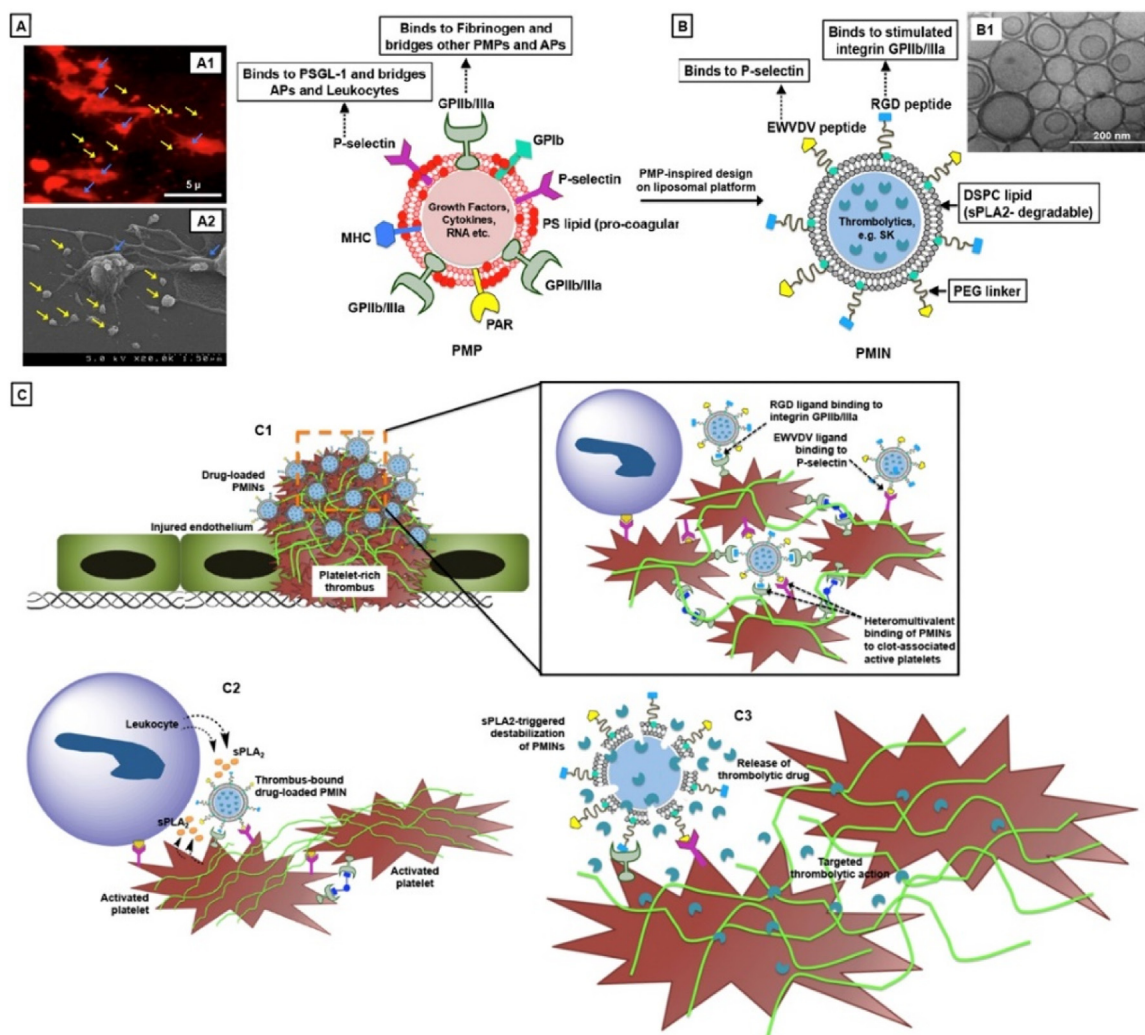 A
A1
5 μ
A2
5.0 kV X20.0K 1.50μm
Binds to Fibrinogen and
bridges other PMPs and APs
Binds to PSGL-1 and bridges
APs and Leukocytes
GPIIb/IIIa
P-selectin
GPIb
P-selectin
Growth Factors,
Cytokines,
RNA etc.
PS lipid (pro-coagular
MHC
GPIIb/IIIa
GPIIb/IIIa
PAR
PMP
PMP-inspired design
on liposomal platform
B
Binds to stimulated
integrin GPIIb/IIIa
Binds to P-selectin
RGD peptide
EWVDV peptide
B1
200 nm
DSPC lipid
(sPLA2- degradable)
Thrombolytics,
e.g. SK
PEG linker
PMIN
C
C1
Drug-loaded
PMINs
Injured endothelium
Platelet-rich
thrombus
RGD ligand binding to
integrin GPIIb/IIIa
EWVDV ligand
binding to
P-selectin
Heteromultivalent
binding of PMINs
to clot-associated
active platelets
C2
Leukocyte
sPLA₂
Thrombus-bound
drug-loaded PMIN
sPLA₂
Activated
platelet
Activated
platelet
C3
sPLA2-triggered
destabilization
of PMINs
Release of
thrombolytic drug
Targeted
thrombolytic action